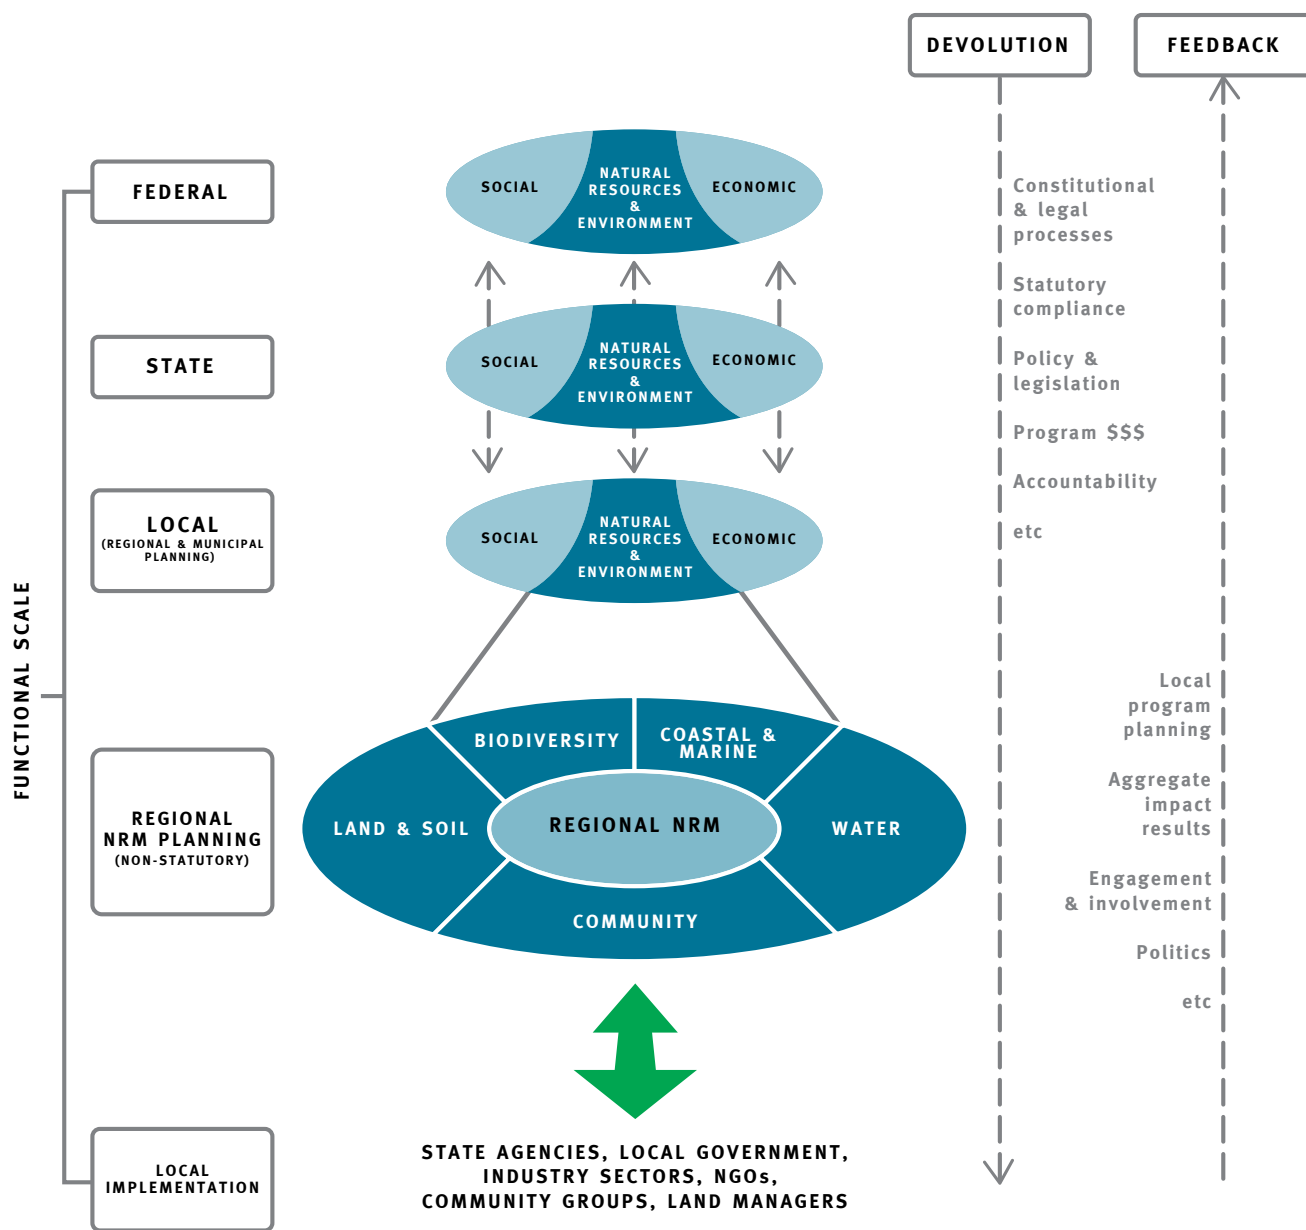 DEVOLUTION
FEEDBACK
FEDERAL
SOCIAL
NATURAL
RESOURCES
&
ENVIRONMENT
ECONOMIC
Constitutional
& legal
processes
Statutory
compliance
STATE
SOCIAL
NATURAL
RESOURCES
&
ENVIRONMENT
ECONOMIC
Policy &
legislation
Program $$$
Accountability
etc
LOCAL
(REGIONAL & MUNICIPAL
PLANNING)
SOCIAL
NATURAL
RESOURCES
&
ENVIRONMENT
ECONOMIC
FUNCTIONAL SCALE
REGIONAL
NRM PLANNING
(NON-STATUTORY)
BIODIVERSITY
COASTAL &
MARINE
LAND & SOIL
REGIONAL NRM
WATER
COMMUNITY
Local
program
planning
Aggregate
impact
results
Engagement
& involvement
Politics
etc
LOCAL
IMPLEMENTATION
STATE AGENCIES, LOCAL GOVERNMENT,
INDUSTRY SECTORS, NGOs,
COMMUNITY GROUPS, LAND MANAGERS